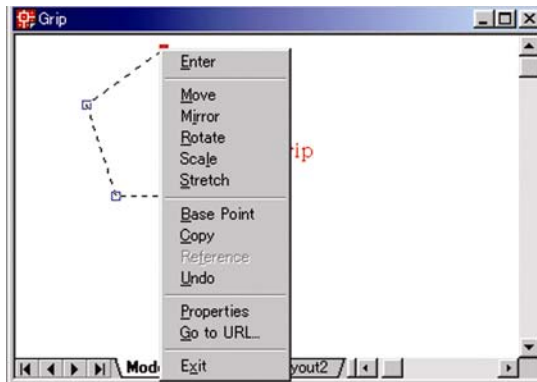 Grip
Enter
Move
Mirror
Rotate
Scale
Stretch
rip
Base Point
Copy
Reference
Undo
Properties
Go to URL...
Exit
Mod
yout2